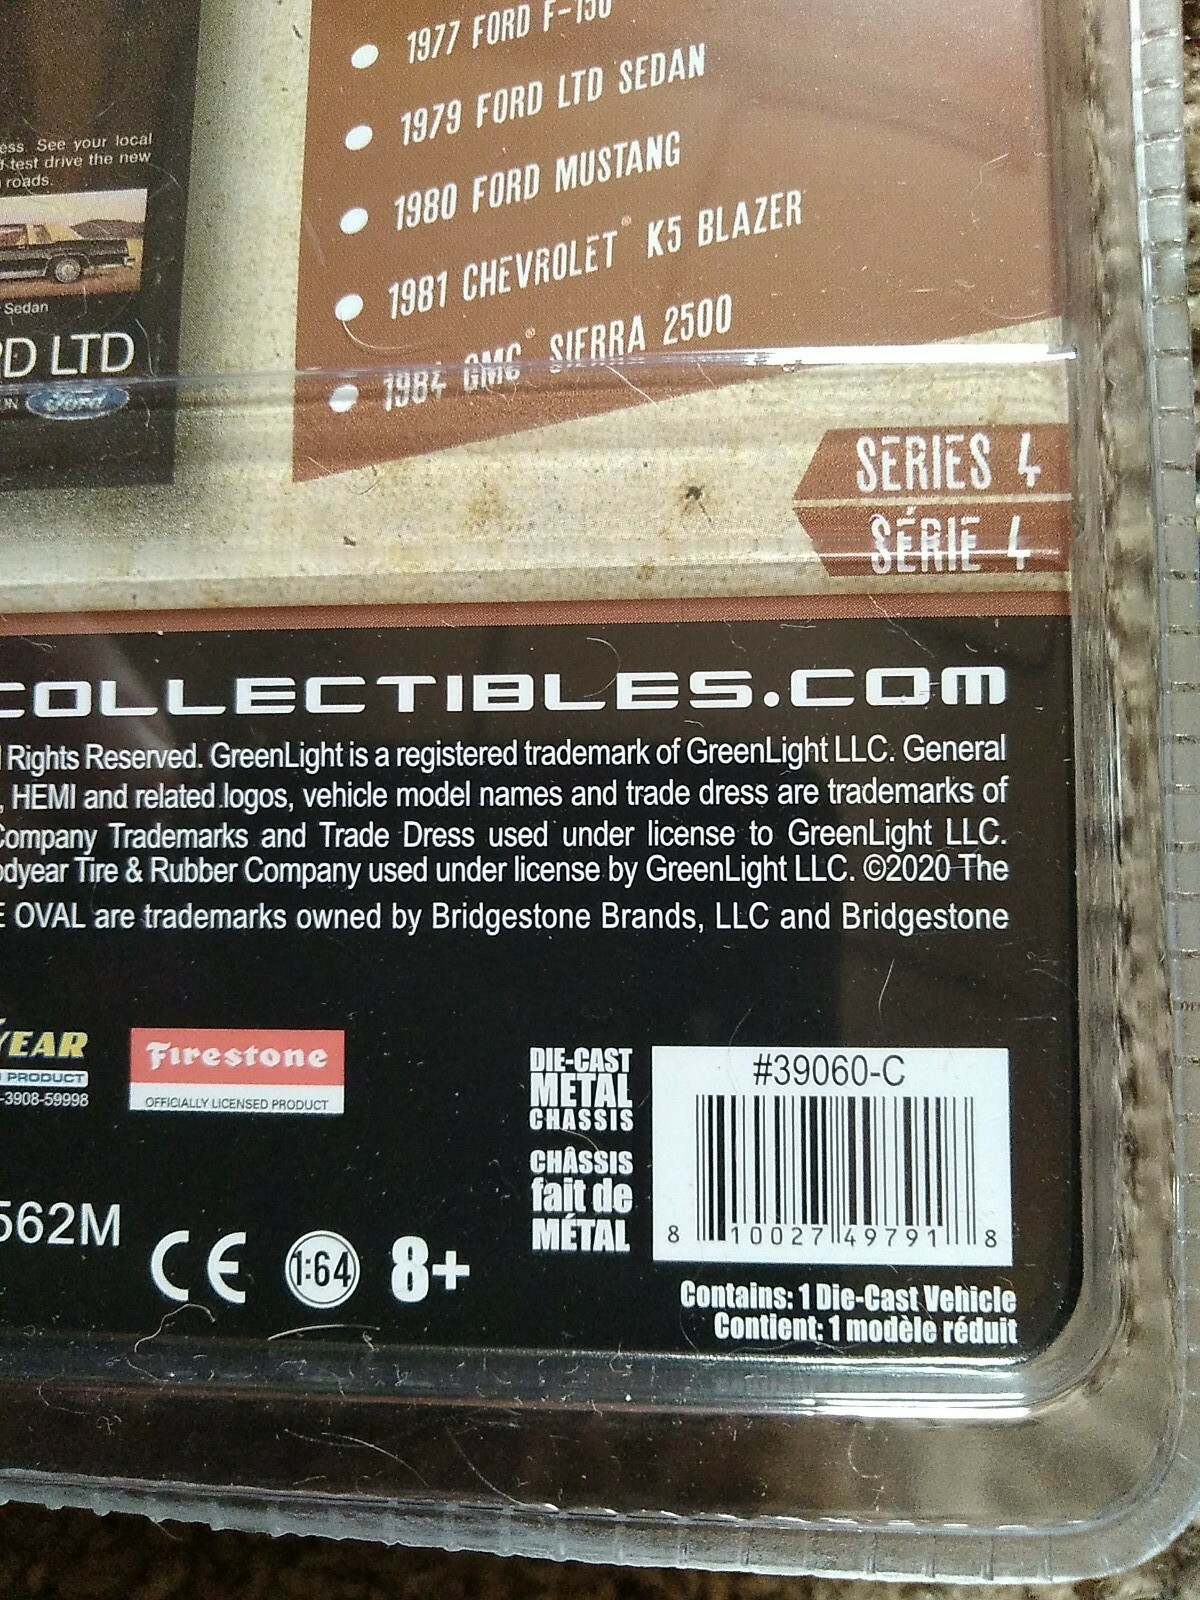 1977 FORD F-150
1979 FORD LTD SEDAN
1980 FORD MUSTANG
1981 CHEVROLET® K5 BLAZER
1984 GMC® SIERRA 2500
ess. See your local
test drive the new
roads.
Sedan
RD LTD
Ford
SERIES 4
SÉRIE 4
COLLECTIBLES.COM
Rights Reserved. GreenLight is a registered trademark of GreenLight LLC. General
, HEMI and related logos, vehicle model names and trade dress are trademarks of
Company Trademarks and Trade Dress used under license to GreenLight LLC.
odyear Tire & Rubber Company used under license by GreenLight LLC. ©2020 The
E OVAL are trademarks owned by Bridgestone Brands, LLC and Bridgestone
YEAR
PRODUCT
-3908-59998
Firestone
OFFICIALLY LICENSED PRODUCT
DIE-CAST
METAL
CHASSIS
CHÂSSIS
fait de
MÉTAL
#39060-C
8 10027 49791 8
562M
CE 1:64 8+
Contains: 1 Die-Cast Vehicle
Contient: 1 modèle réduit